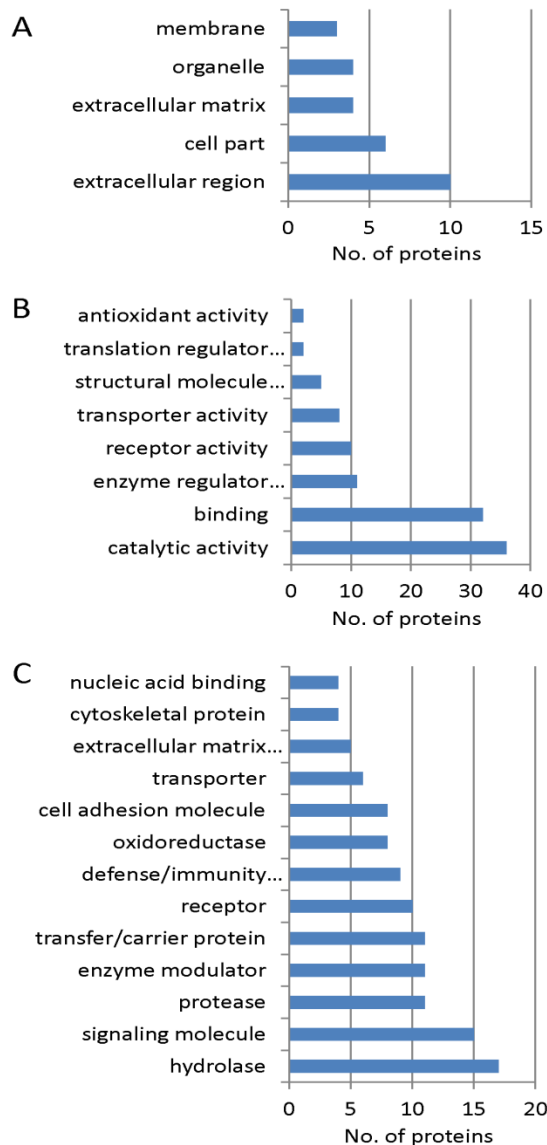 A
membrane
organelle
extracellular matrix
cell part
extracellular region
0 5 10 15
No. of proteins
B
antioxidant activity
translation regulator...
structural molecule...
transporter activity
receptor activity
enzyme regulator...
binding
catalytic activity
0 10 20 30 40
No. of proteins
C
nucleic acid binding
cytoskeletal protein
extracellular matrix...
transporter
cell adhesion molecule
oxidoreductase
defense/immunity...
receptor
transfer/carrier protein
enzyme modulator
protease
signaling molecule
hydrolase
0 5 10 15 20
No. of proteins